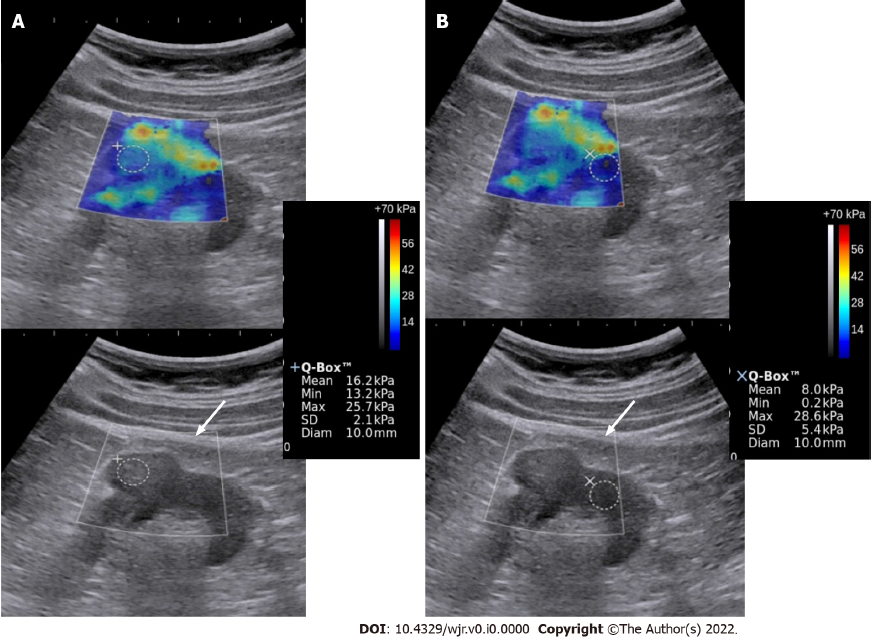 A
B
+70 kPa
56
42
28
14
+Q-Box™
Mean 16.2kPa
Min 13.2kPa
Max 25.7kPa
SD 2.1kPa
Diam 10.0mm
0
+70 kPa
56
42
28
14
×Q-Box™
Mean 8.0kPa
Min 0.2kPa
Max 28.6kPa
SD 5.4kPa
Diam 10.0mm
0
DOI: 10.4329/wjr.v0.i0.0000 Copyright ©The Author(s) 2022.